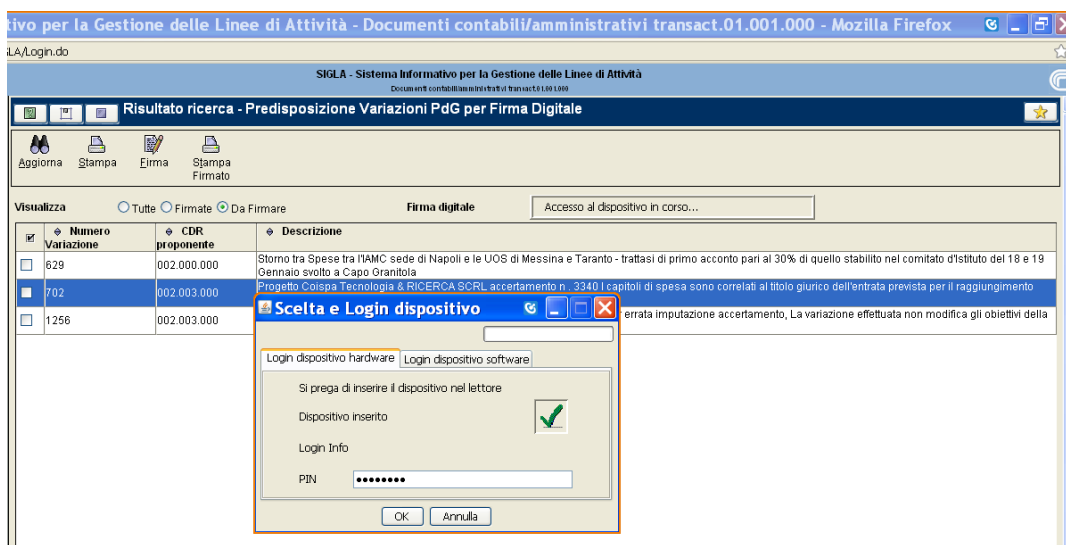 tivo per la Gestione delle Linee di Attività - Documenti contabili/amministrativi transact.01.001.000 - Mozilla Firefox
LA/Login.do
SIGLA - Sistema Informativo per la Gestione delle Linee di Attività
Documenti contabili/amministrativi transact.01.001.000
Risultato ricerca - Predisposizione Variazioni PdG per Firma Digitale
Aggiorna Stampa Firma Stampa
Firmato
Visualizza Tutte Firmate Da Firmare Firma digitale Accesso al dispositivo in corso...
Numero CDR Descrizione
Variazione proponente
629 002.000.000 Storno tra Spese tra l'IAMC sede di Napoli e le UOS di Messina e Taranto - trattasi di primo acconto pari al 30% di quello stabilito nel comitato d'Istituto del 18 e 19
Gennaio svolto a Capo Granitola
702 002.003.000 Progetto Coispa Tecnologia & RICERCA SCRL accertamento n . 3340 I capitoli di spesa sono correlati al titolo giurico dell'entrata prevista per il raggiungimento
1256 002.003.000 errata imputazione accertamento, La variazione effettuata non modifica gli obiettivi della
Scelta e Login dispositivo
Login dispositivo hardware Login dispositivo software
Si prega di inserire il dispositivo nel lettore
Dispositivo inserito
Login Info
PIN ••••••••
OK Annulla